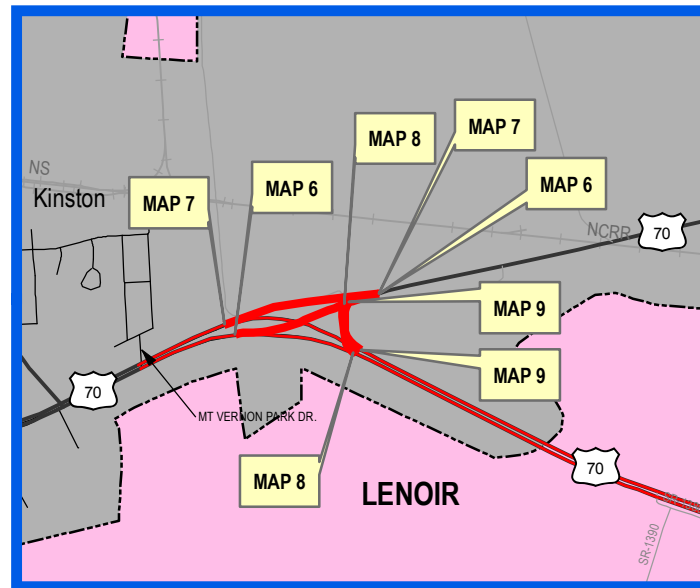 MAP 7
MAP 8
NS
MAP 6
MAP 6
Kinston
MAP 7
NCRR
70
MAP 9
MAP 9
70
MT VERNON PARK DR.
70
MAP 8
LENOIR
SR-1390